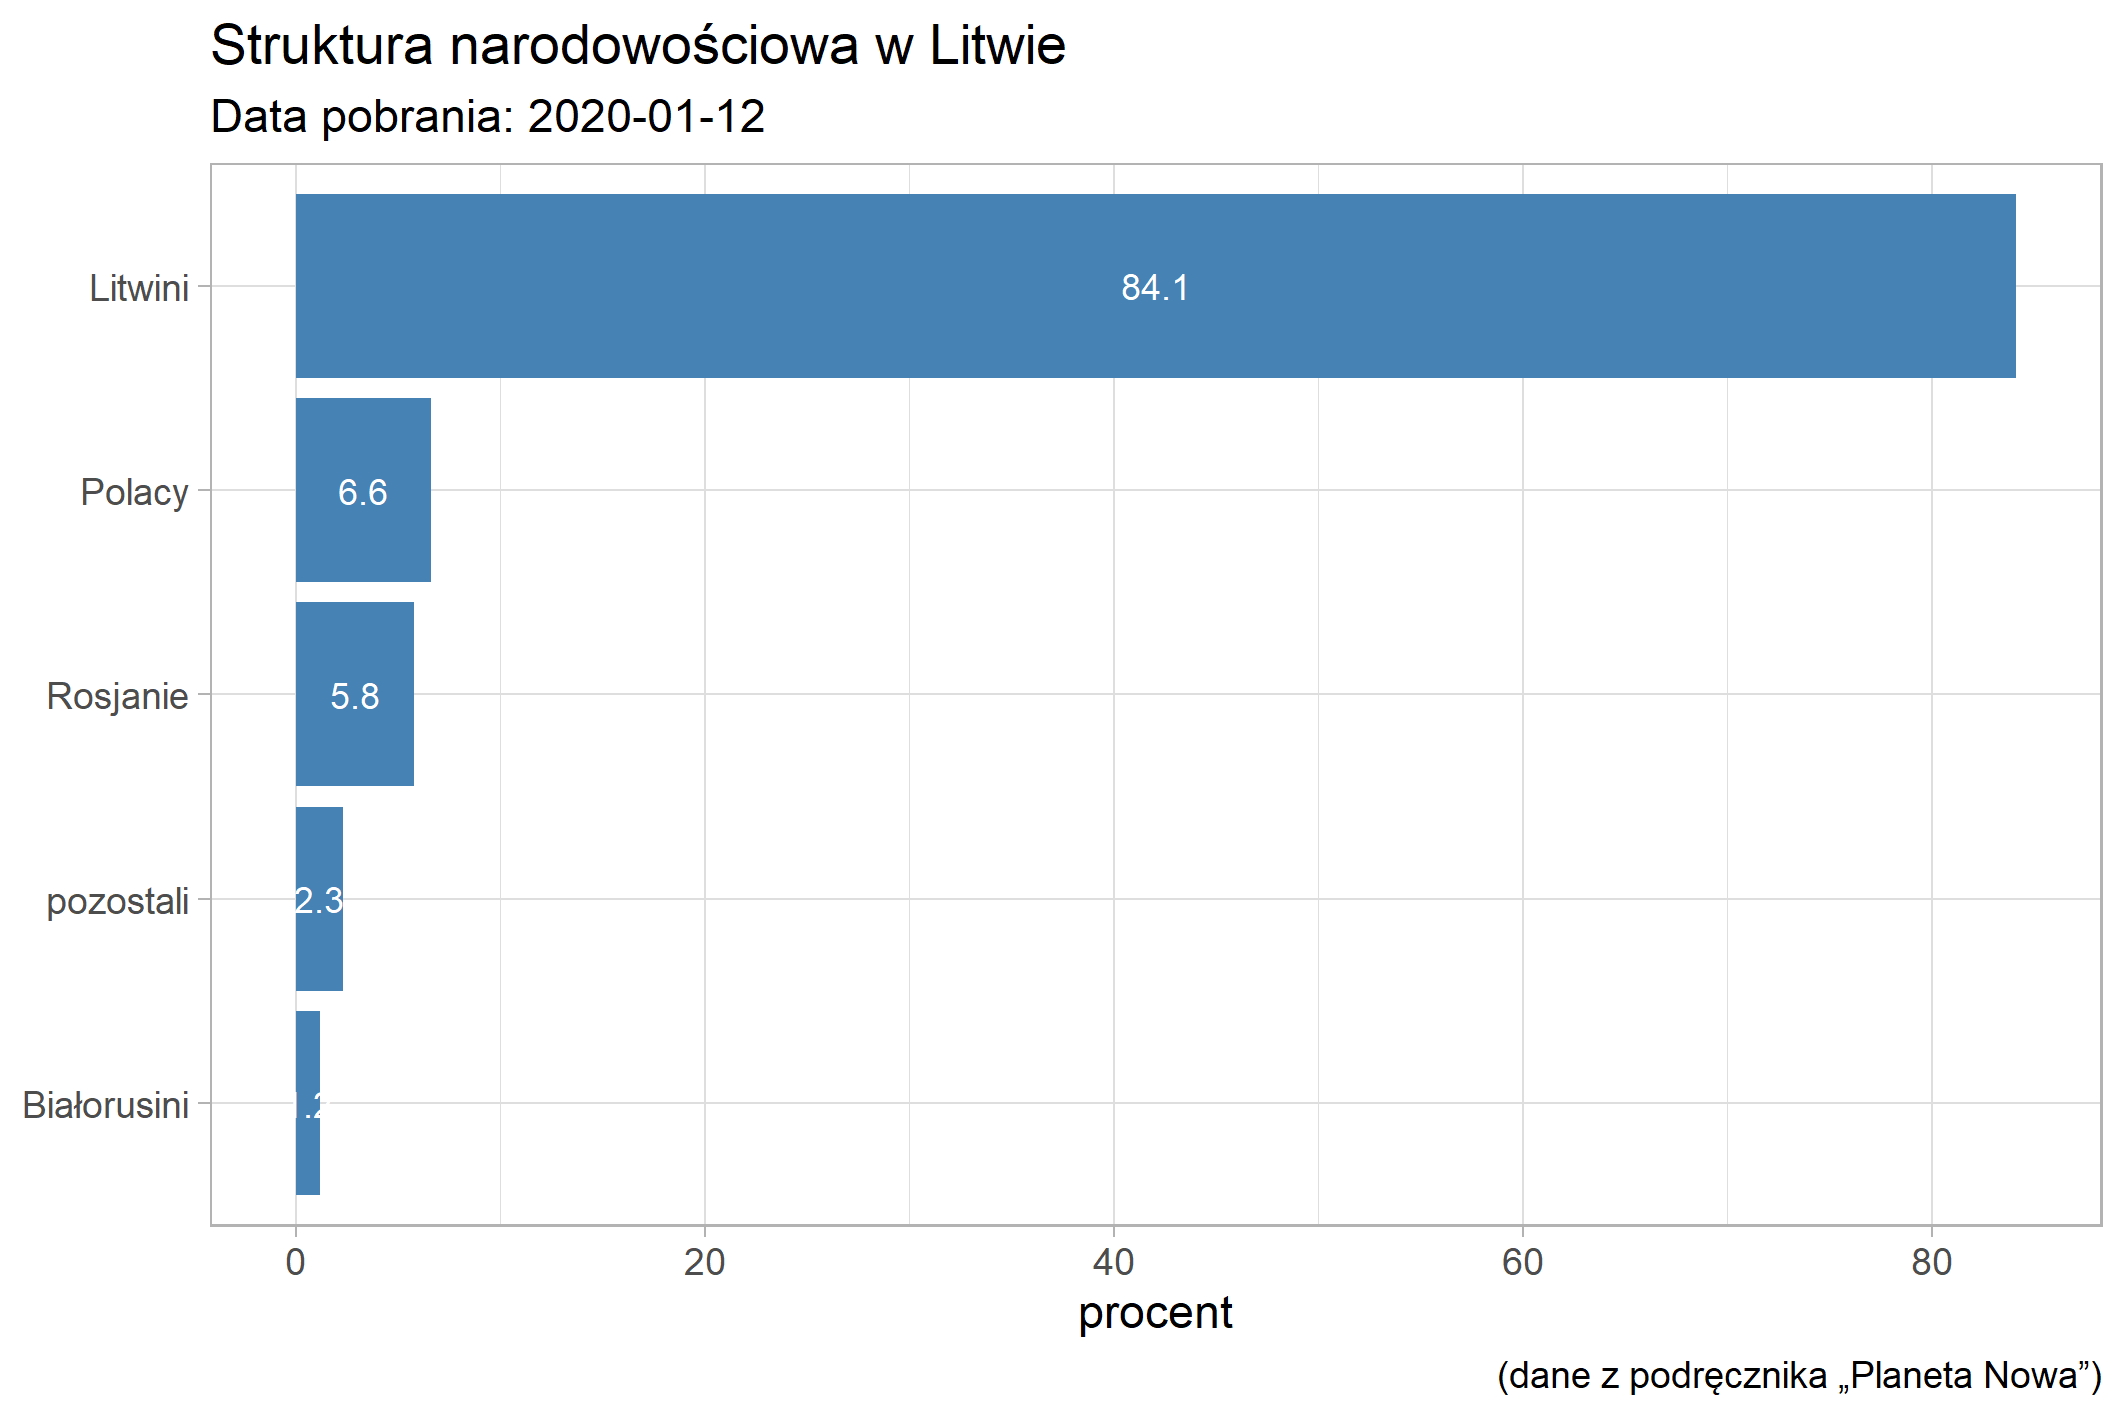 Struktura narodowościowa w Litwie
Data pobrania: 2020-01-12
Litwini
84.1
Polacy
6.6
Rosjanie
5.8
pozostali
2.3
Białorusini
.2
0 20 40 60 80
procent
(dane z podręcznika „Planeta Nowa”)